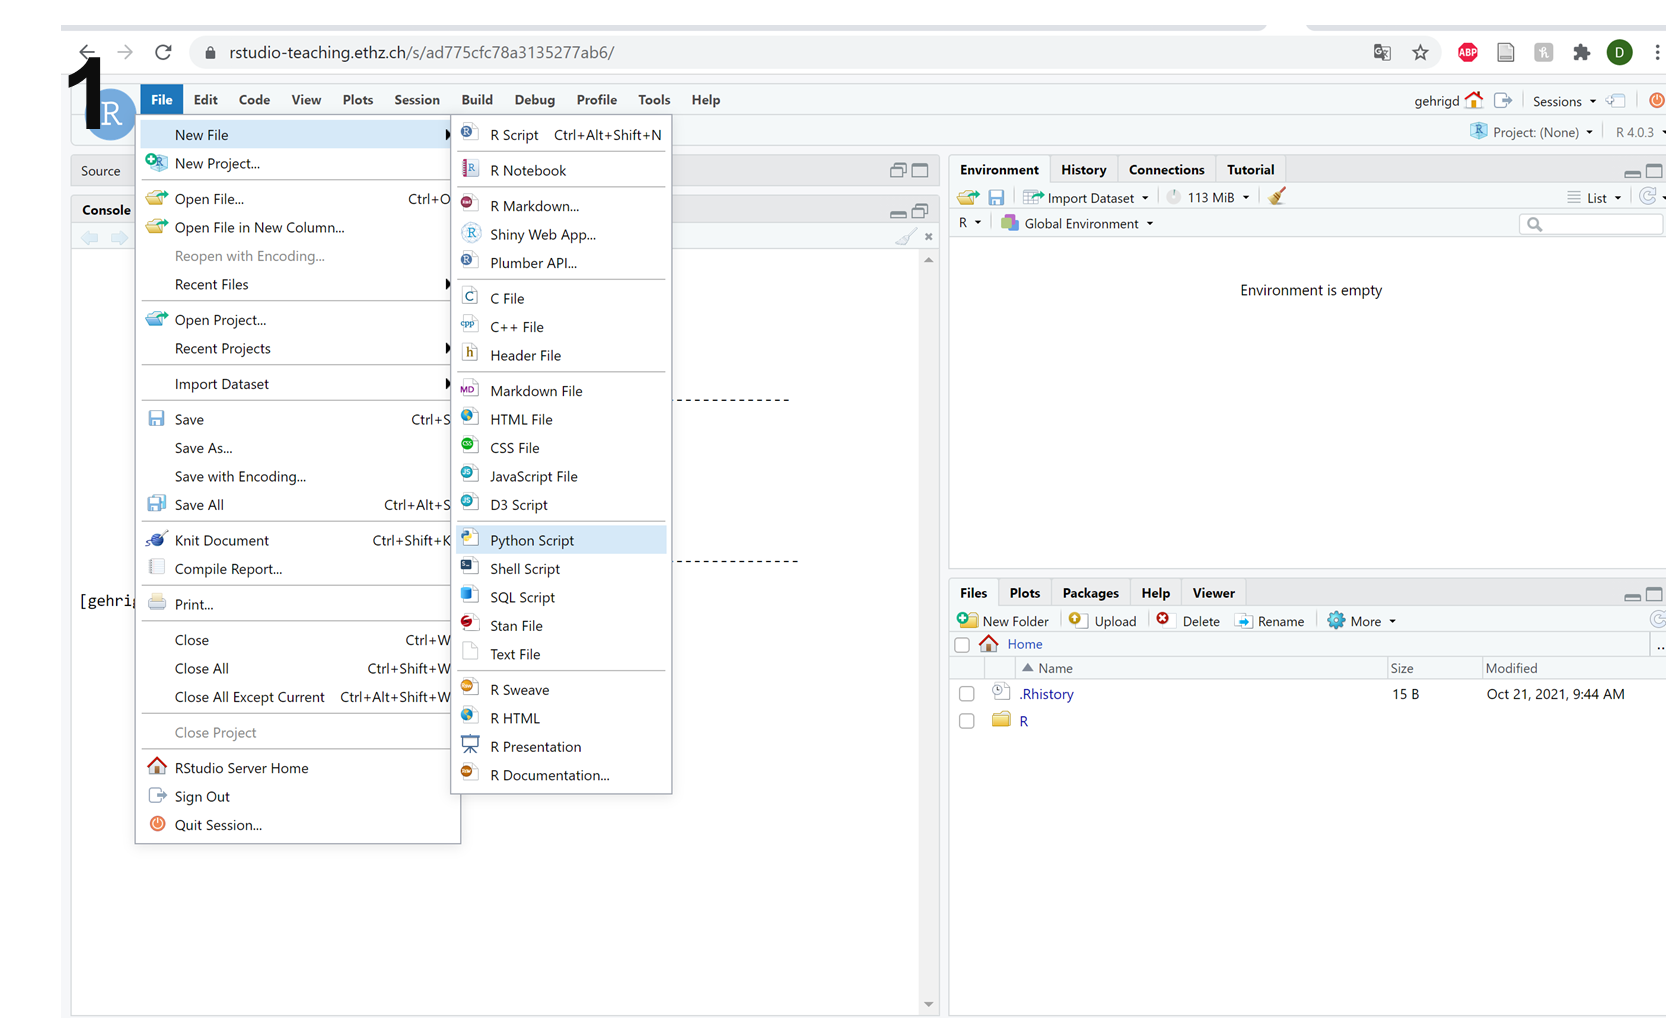 rstudio-teaching.ethz.ch/s/ad775cfc78a3135277ab6/
ABP
D
1
R
File Edit Code View Plots Session Build Debug Profile Tools Help
gehrigd
Sessions
Project: (None)
R 4.0.3
New File
New Project...
Open File... Ctrl+O
Open File in New Column...
Reopen with Encoding...
Recent Files
Open Project...
Recent Projects
Import Dataset
Save Ctrl+S
Save As...
Save with Encoding...
Save All Ctrl+Alt+S
Knit Document Ctrl+Shift+K
Compile Report...
Print...
Close Ctrl+W
Close All Ctrl+Shift+W
Close All Except Current Ctrl+Alt+Shift+W
Close Project
RStudio Server Home
Sign Out
Quit Session...
R Script Ctrl+Alt+Shift+N
R Notebook
R Markdown...
Shiny Web App...
Plumber API...
C File
C++ File
Header File
Markdown File
HTML File
CSS File
JavaScript File
D3 Script
Python Script
Shell Script
SQL Script
Stan File
Text File
R Sweave
R HTML
R Presentation
R Documentation...
Source
Console
[gehrig
Environment History Connections Tutorial
Import Dataset 113 MiB List
R Global Environment
Environment is empty
Files Plots Packages Help Viewer
New Folder Upload Delete Rename More
Home ..
Name Size Modified
.Rhistory 15 B Oct 21, 2021, 9:44 AM
R